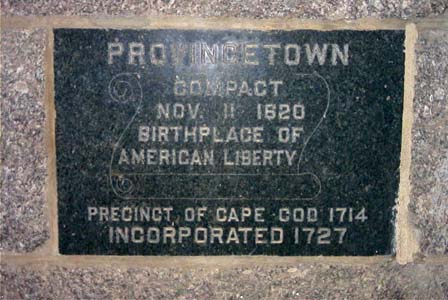 PROVINCETOWN
COMPACT
NOV. 11 1620
BIRTHPLACE OF
AMERICAN LIBERTY
PRECINCT OF CAPE COD 1714
INCORPORATED 1727